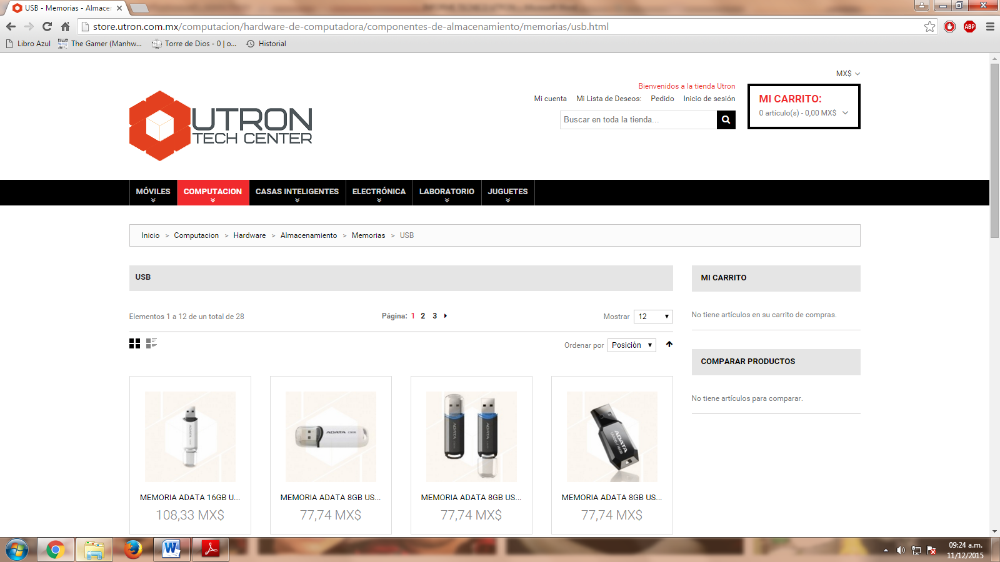 USB - Memorias - Almacen
store.utron.com.mx/computacion/hardware-de-computadora/componentes-de-almacenamiento/memorias/usb.html
ABP
Libro Azul The Gamer (Manhw... Torre de Dios - 0 | o... Historial
MX$
Bienvenidos a la tienda Utron
Mi cuenta Mi Lista de Deseos: Pedido Inicio de sesión
Buscar en toda la tienda...
MI CARRITO:
0 artículo(s) - 0,00 MX$
UTRON
TECH CENTER
MÓVILES COMPUTACION CASAS INTELIGENTES ELECTRÓNICA LABORATORIO JUGUETES
Inicio > Computacion > Hardware > Almacenamiento > Memorias > USB
USB
Elementos 1 a 12 de un total de 28
Página: 1 2 3
Mostrar 12
Ordenar por Posición
MI CARRITO
No tiene artículos en su carrito de compras.
COMPARAR PRODUCTOS
No tiene artículos para comparar.
ADATA
ADATA
ADATA
ADATA
ADATA
MEMORIA ADATA 16GB U...
108,33 MX$
MEMORIA ADATA 8GB US...
77,74 MX$
MEMORIA ADATA 8GB US...
77,74 MX$
MEMORIA ADATA 8GB US...
77,74 MX$
09:24 a.m.
11/12/2015